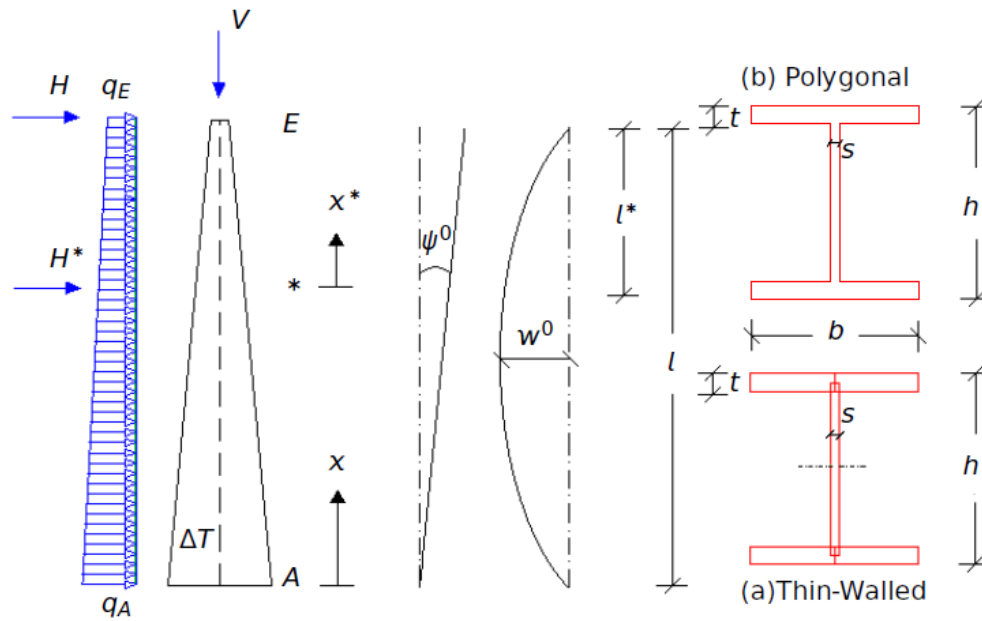 V
H
q_E
E
x*
H*
*
ψ⁰
l*
w⁰
l
x
ΔT
A
q_A
(b) Polygonal
t
s
h
b
t
s
h
(a)Thin-Walled